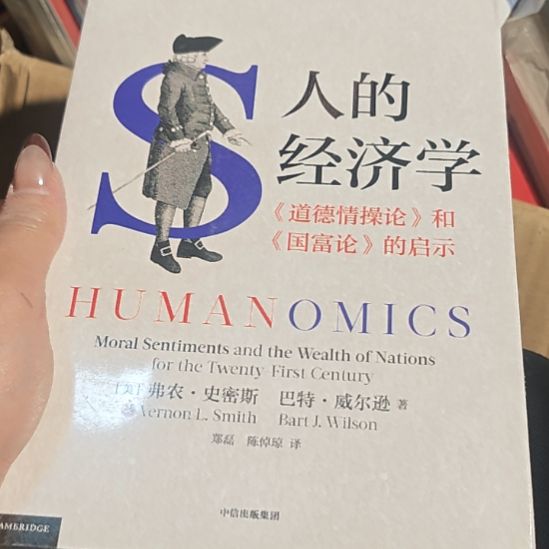 人的
经济学
《道德情操论》和
《国富论》的启示
HUMANOMICS
Moral Sentiments and the Wealth of Nations
for the Twenty-First Century
[美] 弗农·史密斯 巴特·威尔逊 著
Vernon L. Smith Bart J. Wilson
郑磊 陈倬琼 译
中信出版集团
CAMBRIDGE